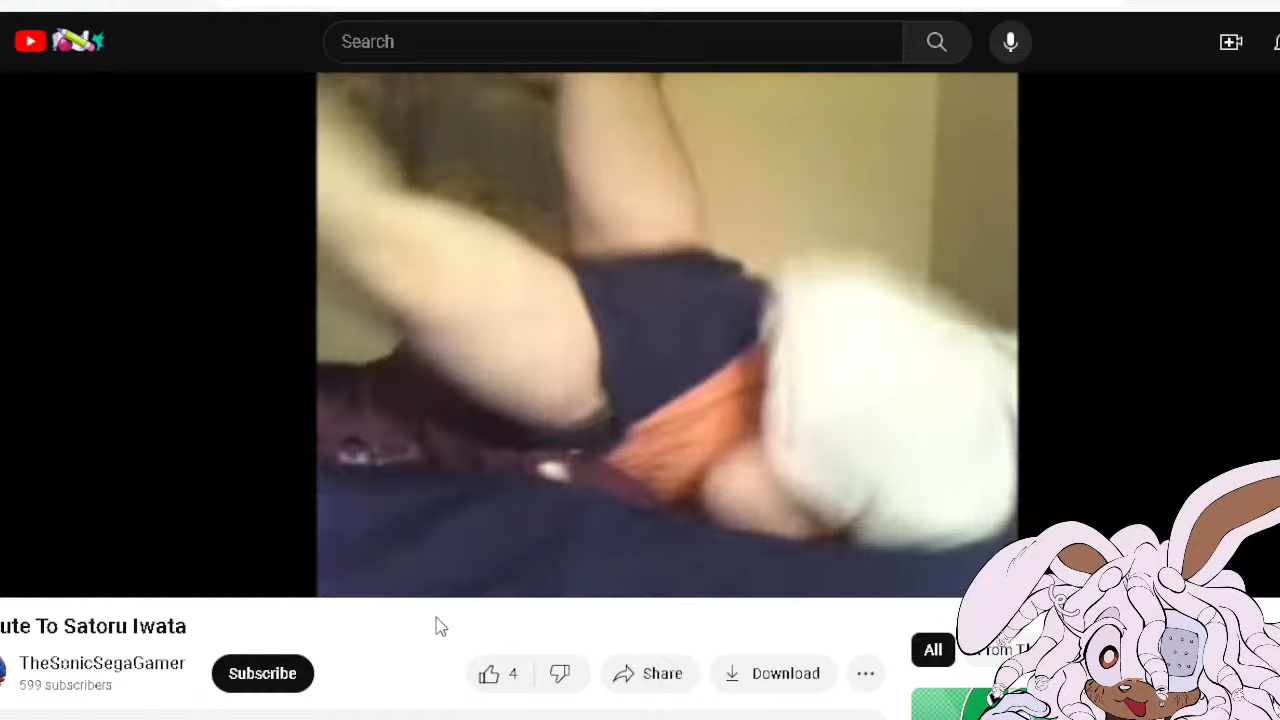 Search
ute To Satoru Iwata
TheSonicSegaGamer
599 subscribers
Subscribe
4
Share
Download
All